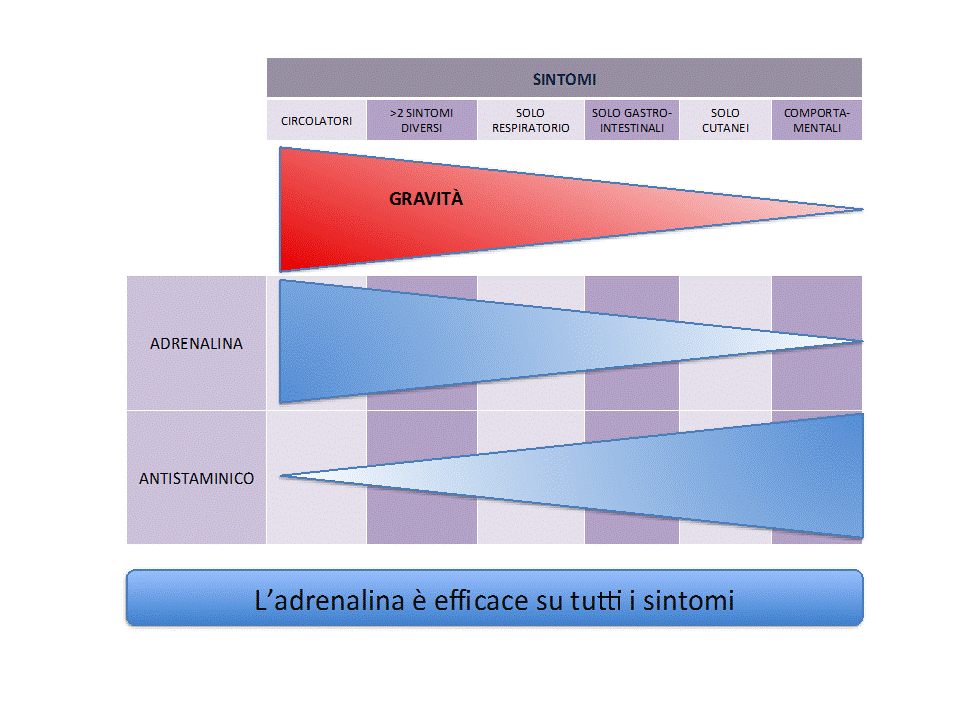 SINTOMI
CIRCOLATORI
>2 SINTOMI
DIVERSI
SOLO
RESPIRATORIO
SOLO GASTRO-
INTESTINALI
SOLO
CUTANEI
COMPORTA-
MENTALI
GRAVITÀ
ADRENALINA
ANTISTAMINICO
L'adrenalina è efficace su tutti i sintomi